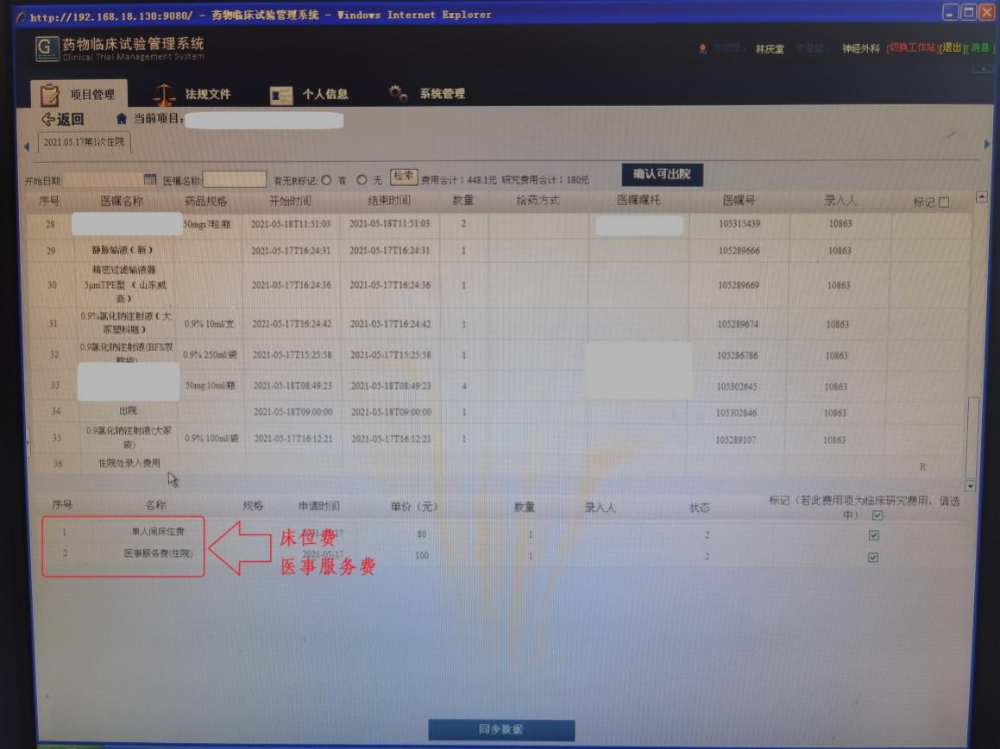 http://192.168.18.130:9080/ - 药物临床试验管理系统 - Windows Internet Explorer
药物临床试验管理系统
Clinical Trial Management System
林庆堂 专业组： 神经外科 [切换工作站][退出][消息]
项目管理 法规文件 个人信息 系统管理
返回 当前项目：
2021.05.17第1次住院
开始日期: 医嘱名称: 有无R标记: 有 无 检索 费用合计：448.1元 研究费用合计：180元 确认可出院
序号 医嘱名称 药品规格 开始时间 结束时间 数量 给药方式 医嘱嘱托 医嘱号 录入人 标记
28 50mgx7粒/瓶 2021-05-18T11:51:03 2021-05-18T11:51:03 2 105315439 10863
29 静脉输液（新） 2021-05-17T16:24:31 2021-05-17T16:24:31 1 105289666 10863
精密过滤输液器
30 5μmTPE型（山东威 2021-05-17T16:24:36 2021-05-17T16:24:36 1 105289669 10863
高）
0.9%氯化钠注射液（大
31 冢塑料瓶） 0.9% 10ml/支 2021-05-17T16:24:42 2021-05-17T16:24:42 1 105289674 10863
0.9氯化钠注射液(BFS双
32 鹤袋) 0.9% 250ml/袋 2021-05-17T15:25:58 2021-05-17T15:25:58 1 105286786 10863
33 50mg:10ml/瓶 2021-05-18T08:49:23 2021-05-18T08:49:23 4 105302645 10863
34 出院 2021-05-18T09:00:00 2021-05-18T09:00:00 1 105302846 10863
0.9氯化钠注射液(大冢
35 袋) 0.9% 100ml/袋 2021-05-17T16:12:21 2021-05-17T16:12:21 1 105289107 10863
36 住院处录入费用 R
序号 名称 规格 申请时间 单价（元） 数量 录入人 状态 标记（若此费用项为临床研究费用，请选
中）
1 单人间床位费 80 1 2
床位费
2 医事服务费(住院) 2021-05-17 100 1 2
医事服务费
同步数据